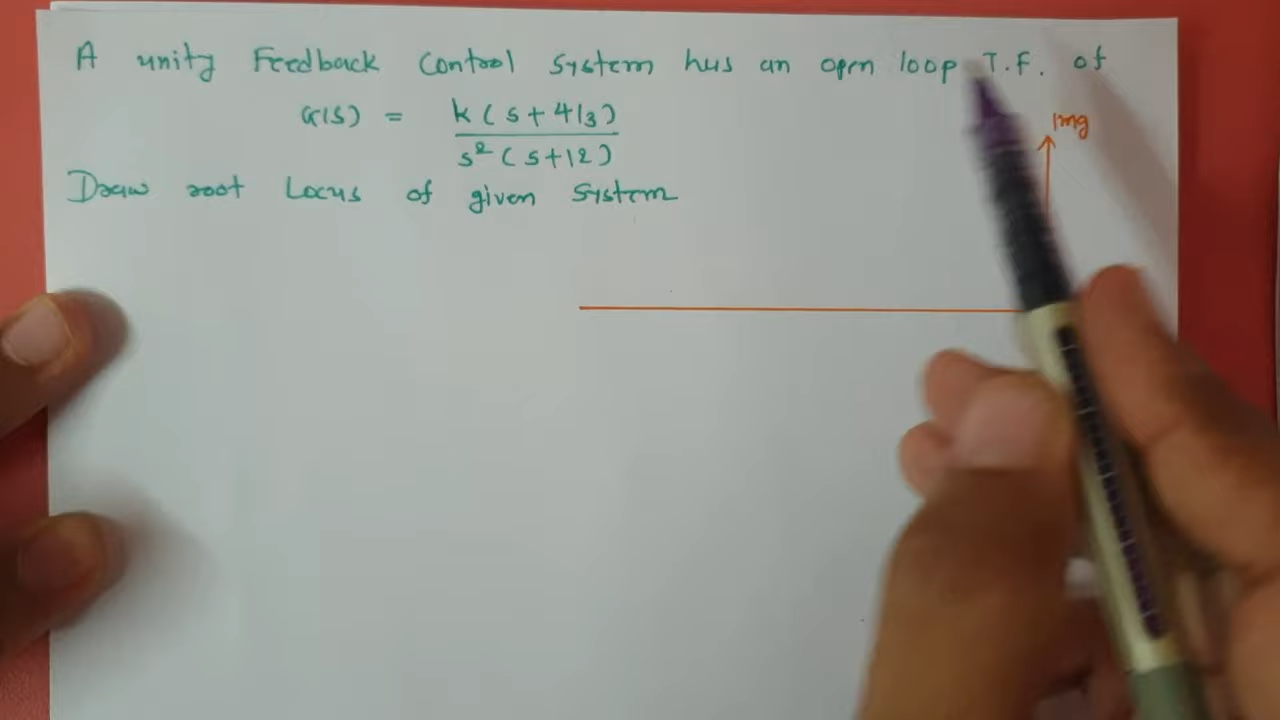 A unity Feedback Control System has an open loop T.F. of
G(S) = K(S+4/3) / S²(S+12)
Img
Draw root Locus of given System